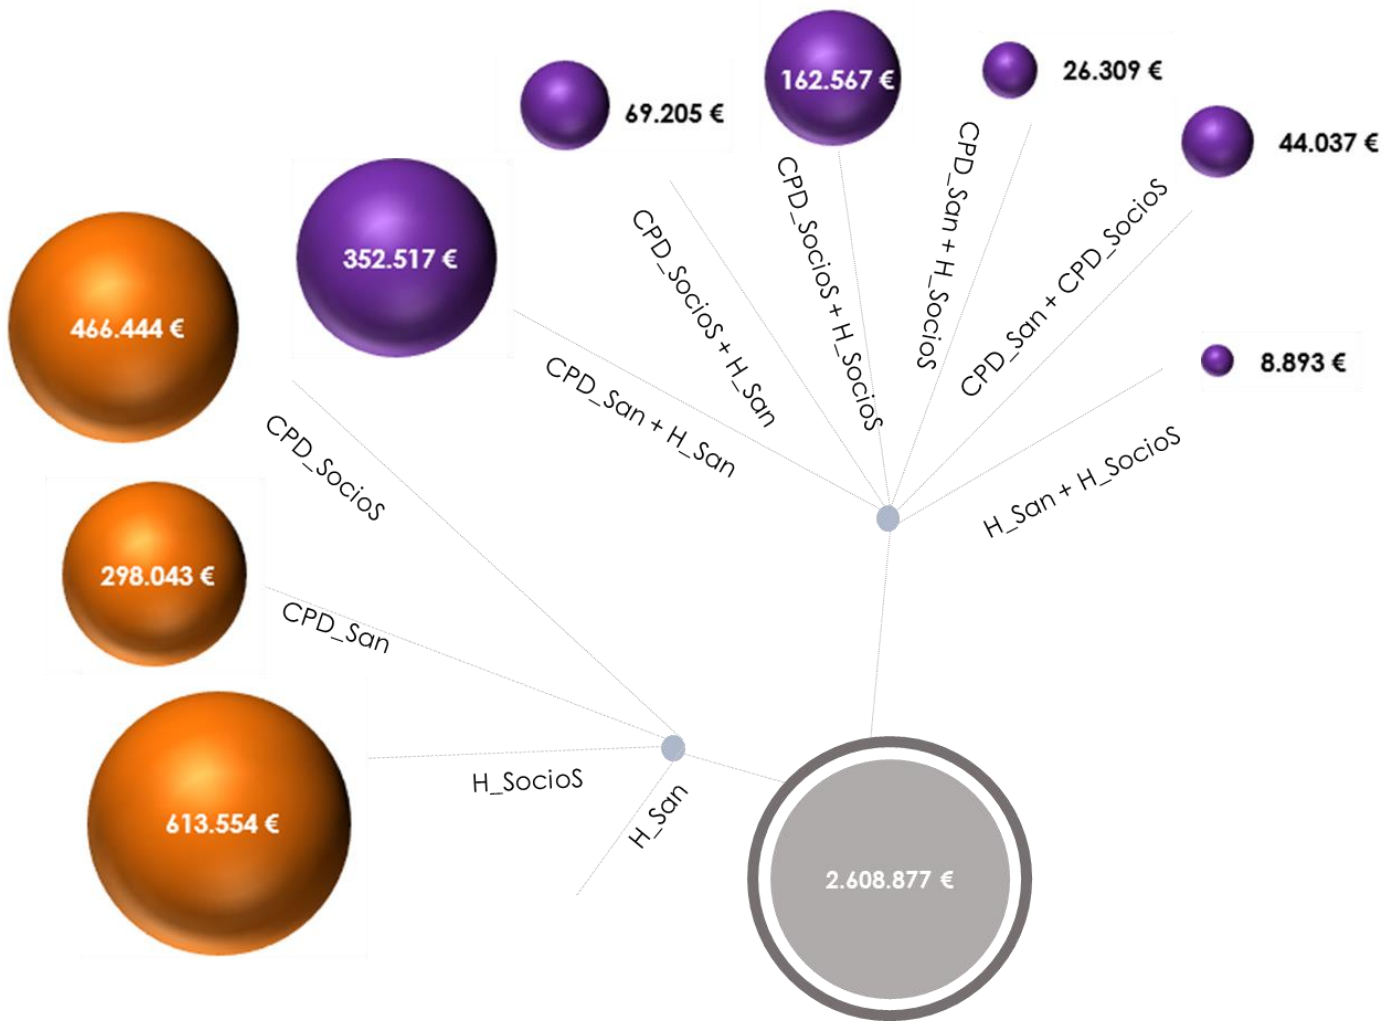 162.567 €
26.309 €
69.205 €
44.037 €
352.517 €
466.444 €
8.893 €
CPD_SocioS + H_San
CPD_SocioS + H_SocioS
CPD_San + H_SocioS
CPD_San + CPD_SocioS
CPD_San + H_San
H_San + H_SocioS
CPD_SocioS
298.043 €
CPD_San
H_SocioS
H_San
613.554 €
2.608.877 €